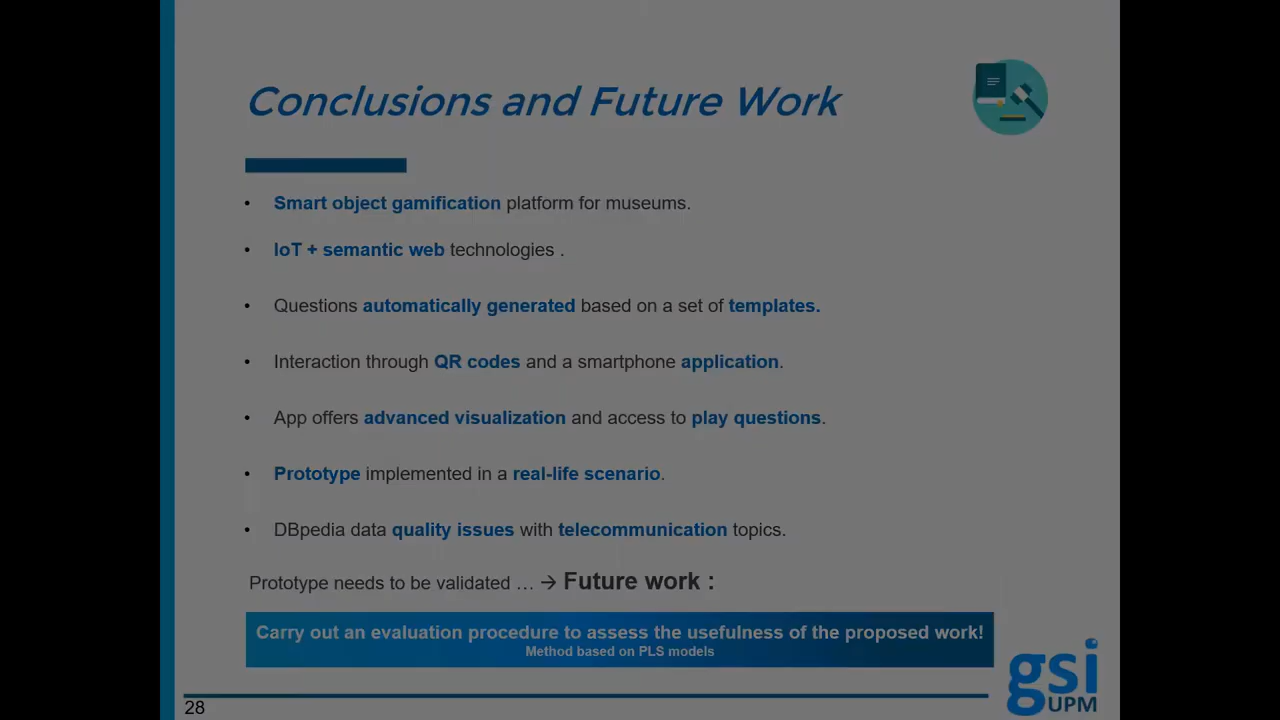 Conclusions and Future Work
• Smart object gamification platform for museums.
• IoT + semantic web technologies .
• Questions automatically generated based on a set of templates.
• Interaction through QR codes and a smartphone application.
• App offers advanced visualization and access to play questions.
• Prototype implemented in a real-life scenario.
• DBpedia data quality issues with telecommunication topics.
Prototype needs to be validated … → Future work :
Carry out an evaluation procedure to assess the usefulness of the proposed work!
Method based on PLS models
gsi
UPM
28